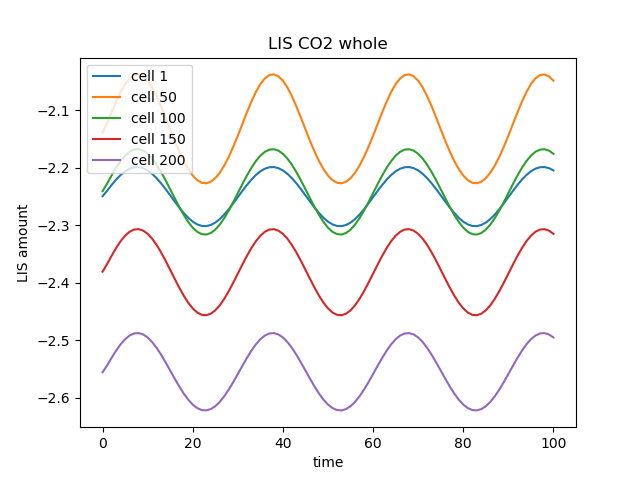 LIS CO2 whole
cell 1
cell 50
cell 100
cell 150
cell 200
LIS amount
−2.1
−2.2
−2.3
−2.4
−2.5
−2.6
0 20 40 60 80 100
time